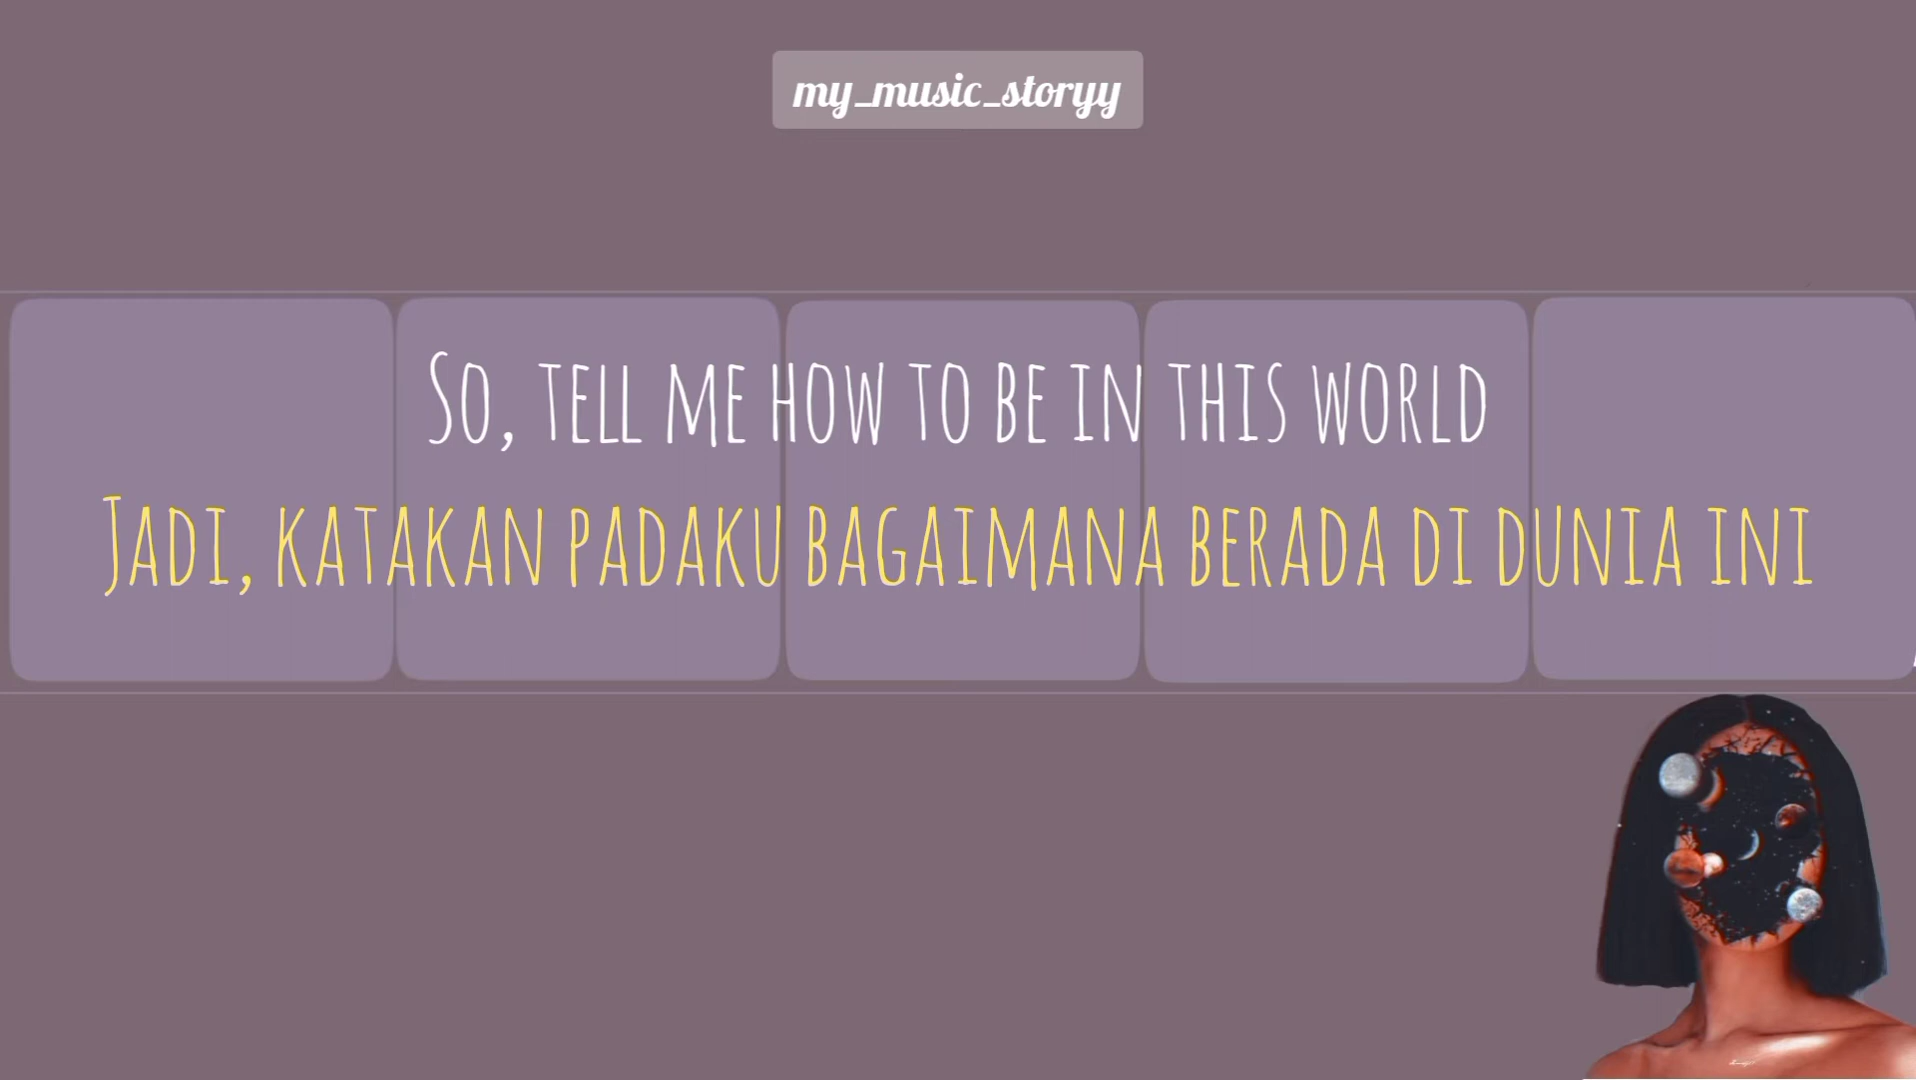 my_music_storyy
So, tell me how to be in this world
Jadi, katakan padaku bagaimana berada di dunia ini